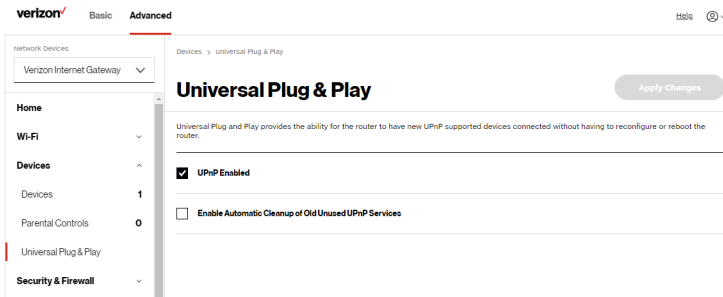 verizon✓ Basic Advanced Help
Network Devices
Verizon Internet Gateway
Home
Wi-Fi
Devices
Devices 1
Parental Controls 0
Universal Plug & Play
Security & Firewall
Devices > Universal Plug & Play
Universal Plug & Play
Apply Changes
Universal Plug and Play provides the ability for the router to have new UPnP supported devices connected without having to reconfigure or reboot the
router.
UPnP Enabled
Enable Automatic Cleanup of Old Unused UPnP Services